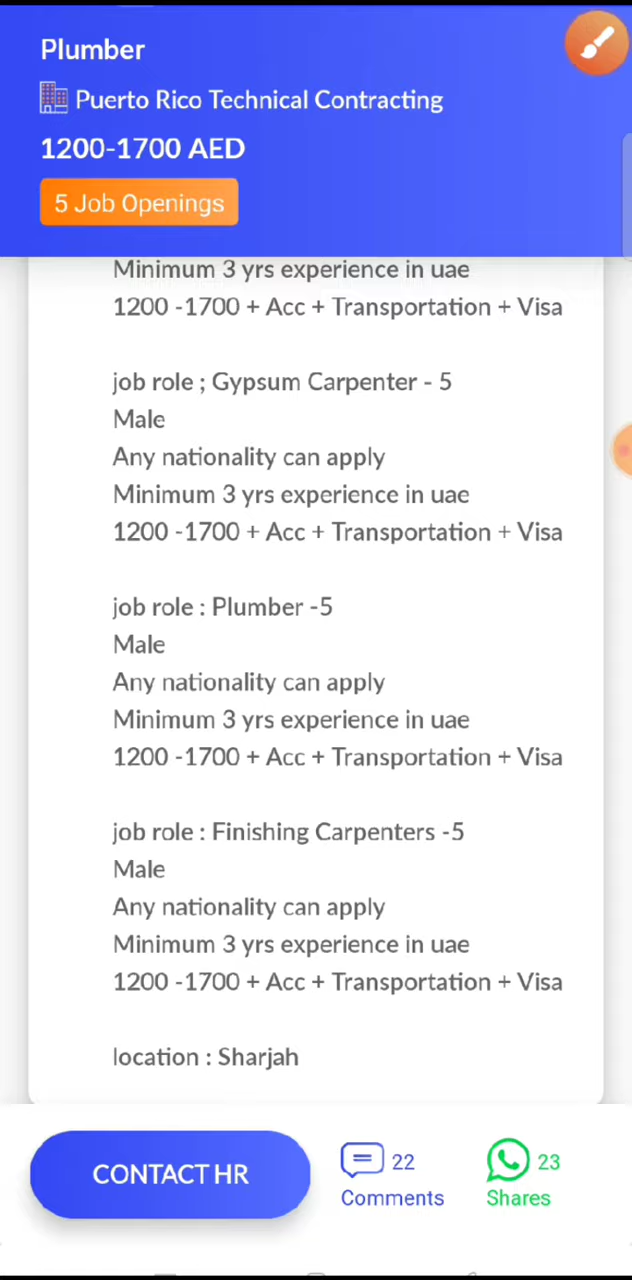 Plumber
Puerto Rico Technical Contracting
1200-1700 AED
5 Job Openings
Minimum 3 yrs experience in uae
1200 -1700 + Acc + Transportation + Visa
job role ; Gypsum Carpenter - 5
Male
Any nationality can apply
Minimum 3 yrs experience in uae
1200 -1700 + Acc + Transportation + Visa
job role : Plumber -5
Male
Any nationality can apply
Minimum 3 yrs experience in uae
1200 -1700 + Acc + Transportation + Visa
job role : Finishing Carpenters -5
Male
Any nationality can apply
Minimum 3 yrs experience in uae
1200 -1700 + Acc + Transportation + Visa
location : Sharjah
CONTACT HR
22
Comments
23
Shares